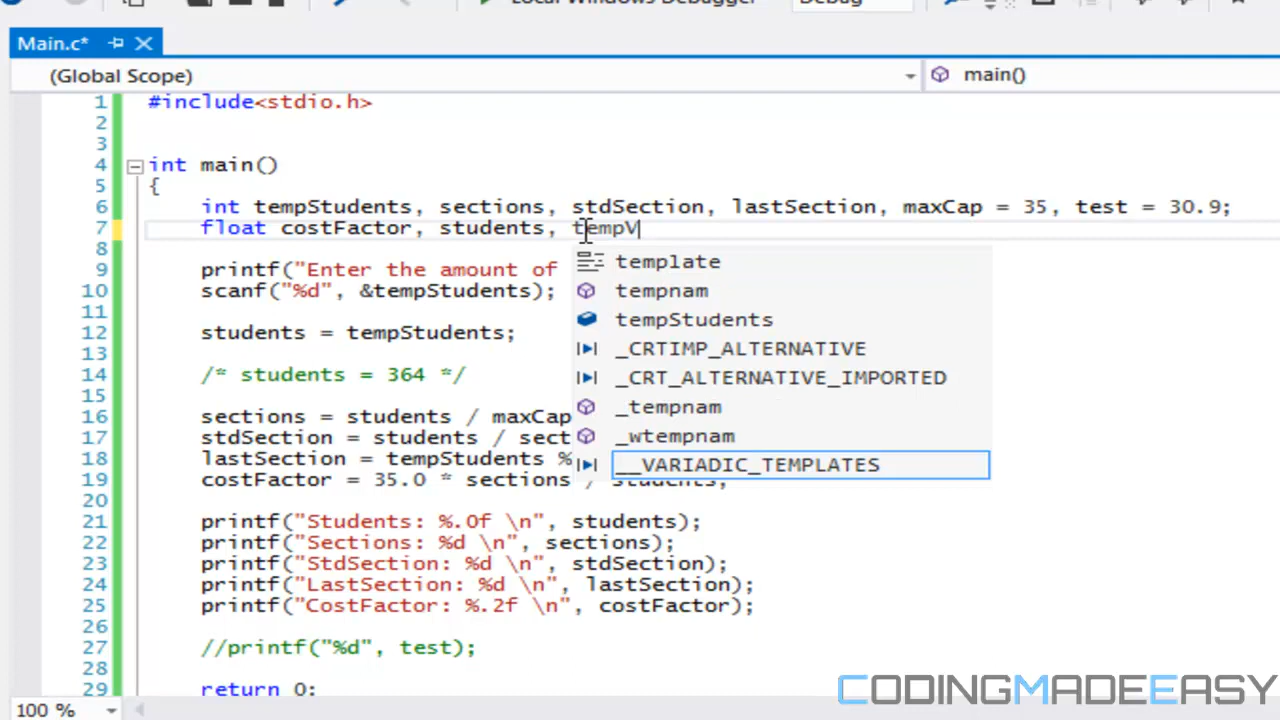 Local Windows Debugger Debug
Main.c*
(Global Scope) main()
1 #include<stdio.h>
2
3
4 int main()
5 {
6 int tempStudents, sections, stdSection, lastSection, maxCap = 35, test = 30.9;
7 float costFactor, students, tempV
8
9 printf("Enter the amount of
10 scanf("%d", &tempStudents);
11
12 students = tempStudents;
13
14 /* students = 364 */
15
16 sections = students / maxCap
17 stdSection = students / sect
18 lastSection = tempStudents %
19 costFactor = 35.0 * sections / students;
20
21 printf("Students: %.0f \n", students);
22 printf("Sections: %d \n", sections);
23 printf("StdSection: %d \n", stdSection);
24 printf("LastSection: %d \n", lastSection);
25 printf("CostFactor: %.2f \n", costFactor);
26
27 //printf("%d", test);
28
29 return 0;
template
tempnam
tempStudents
_CRTIMP_ALTERNATIVE
_CRT_ALTERNATIVE_IMPORTED
_tempnam
_wtempnam
__VARIADIC_TEMPLATES
100 %
CODINGMADEEASY